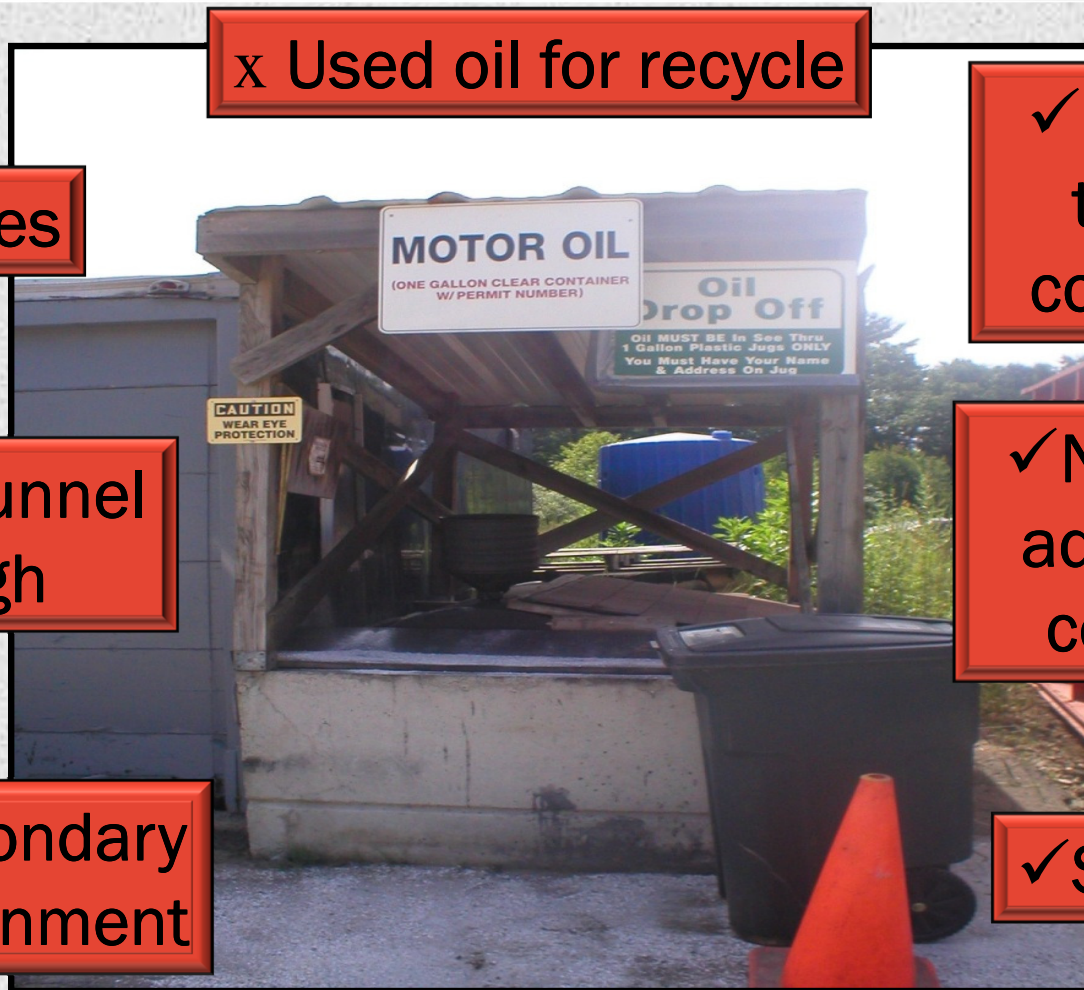 x Used oil for recycle
✓
t
co
es
MOTOR OIL
(ONE GALLON CLEAR CONTAINER
W/ PERMIT NUMBER)
Oil
Drop Off
Oil MUST BE In See Thru
1 Gallon Plastic Jugs ONLY
You Must Have Your Name
& Address On Jug
CAUTION
WEAR EYE
PROTECTION
unnel
gh
✓N
ad
co
ondary
nment
✓S